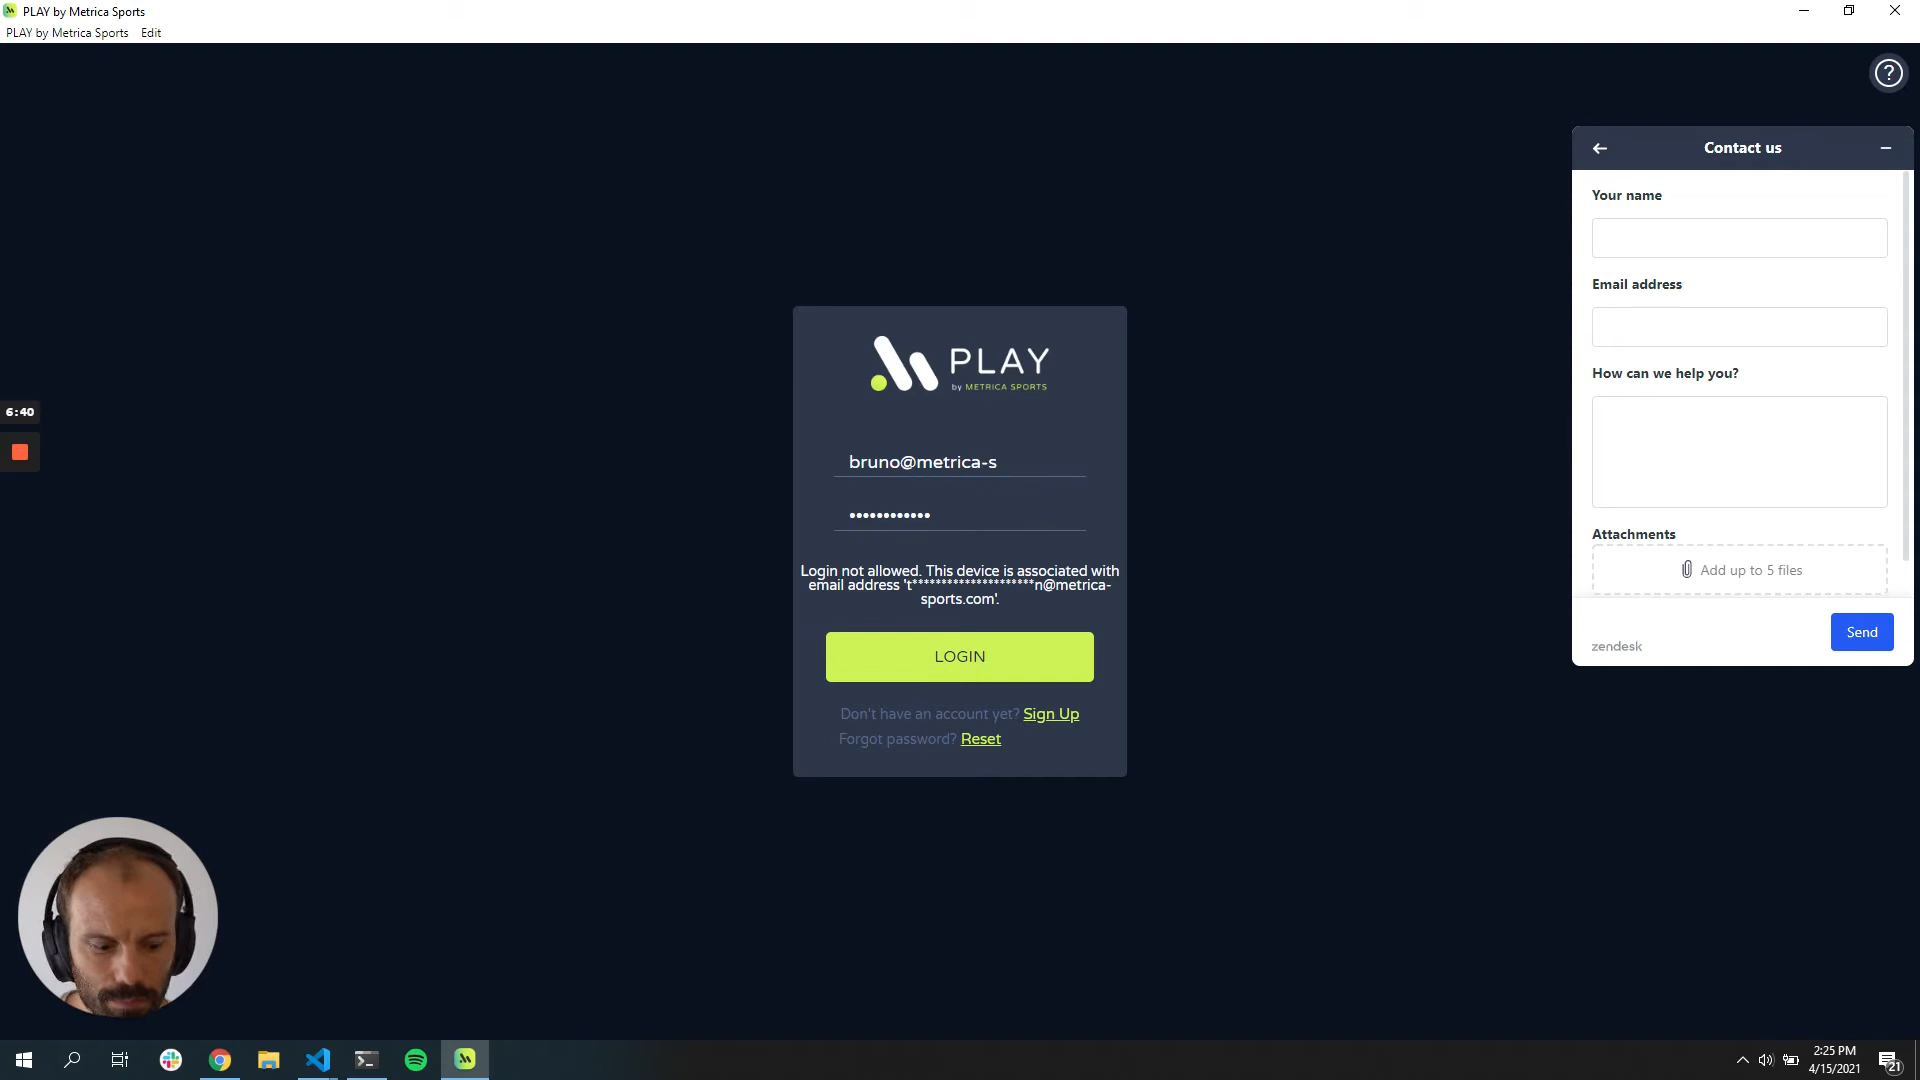 PLAY by Metrica Sports
PLAY by Metrica Sports Edit
?
Contact us
Your name
Email address
How can we help you?
Attachments
Add up to 5 files
zendesk
Send
6:40
PLAY
by METRICA SPORTS
bruno@metrica-s
••••••••••••
Login not allowed. This device is associated with
email address 't*********************n@metrica-
sports.com'.
LOGIN
Don't have an account yet? Sign Up
Forgot password? Reset
2:25 PM
4/15/2021
21